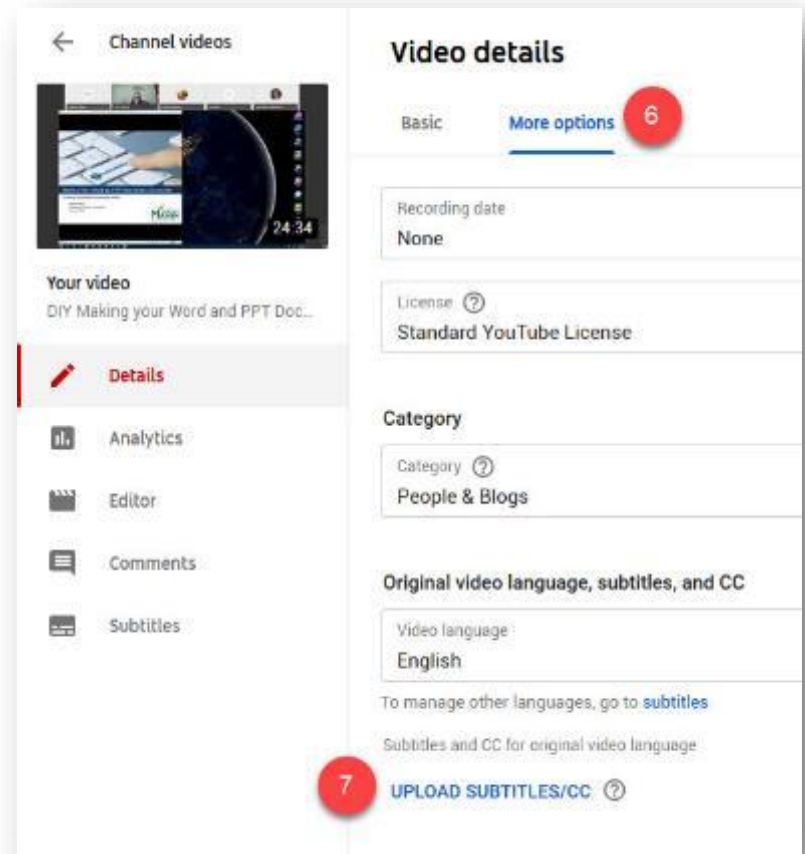 Channel videos
24:34
Your video
DIY Making your Word and PPT Doc...
Details
Analytics
Editor
Comments
Subtitles
Video details
Basic
More options
6
Recording date
None
License
Standard YouTube License
Category
Category
People & Blogs
Original video language, subtitles, and CC
Video language
English
To manage other languages, go to subtitles
Subtitles and CC for original video language
7
UPLOAD SUBTITLES/CC